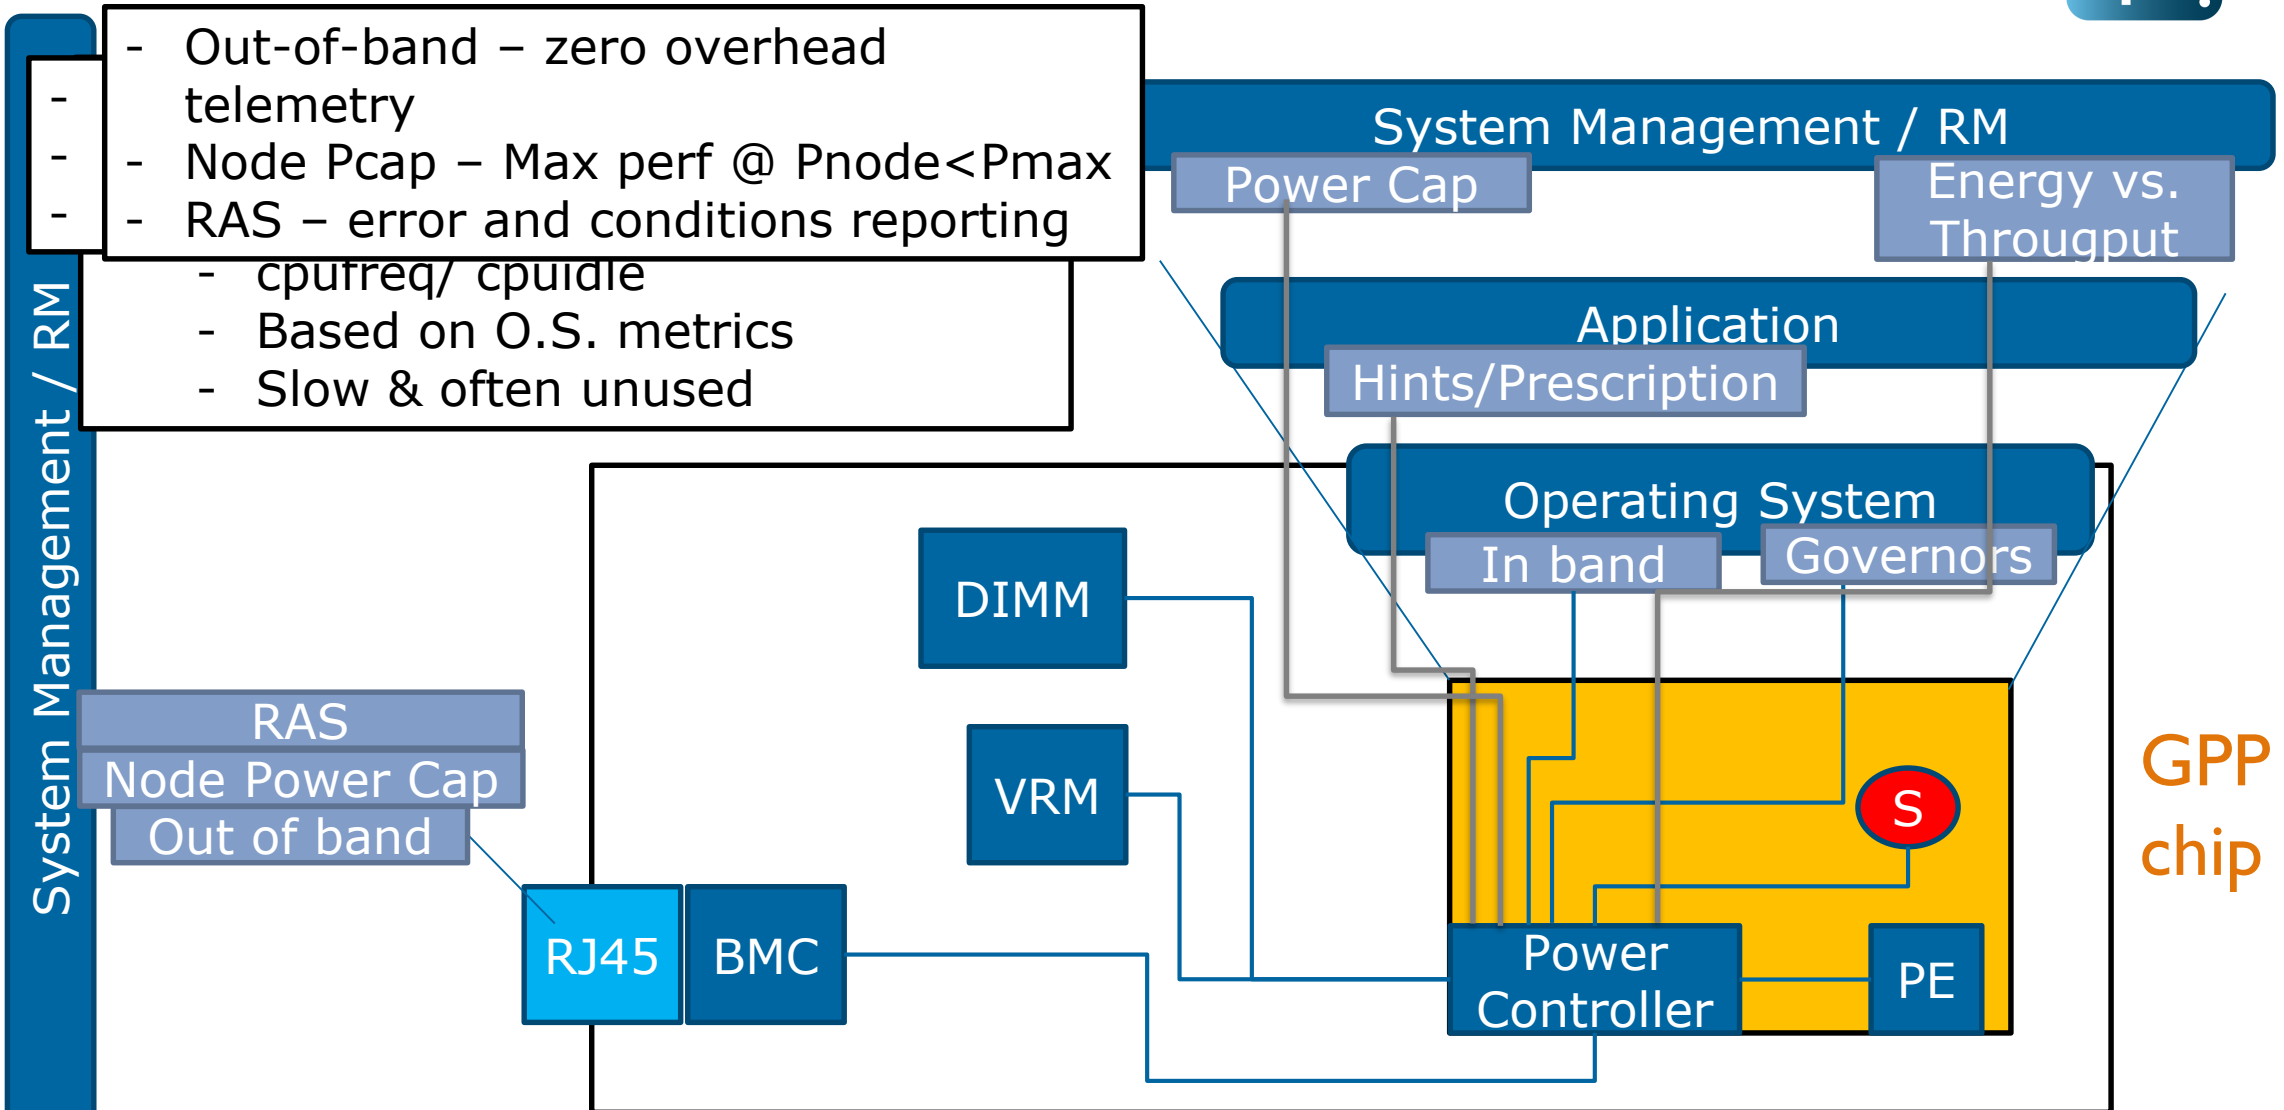 - Out-of-band – zero overhead
telemetry
- Node Pcap – Max perf @ Pnode<Pmax
- RAS – error and conditions reporting
-
-
-
- cpufreq/ cpuidle
- Based on O.S. metrics
- Slow & often unused
System Management / RM
System Management / RM
Power Cap
Energy vs.
Througput
Application
Hints/Prescription
Operating System
In band
Governors
DIMM
VRM
RAS
Node Power Cap
Out of band
RJ45
BMC
S
Power
Controller
PE
GPP
chip